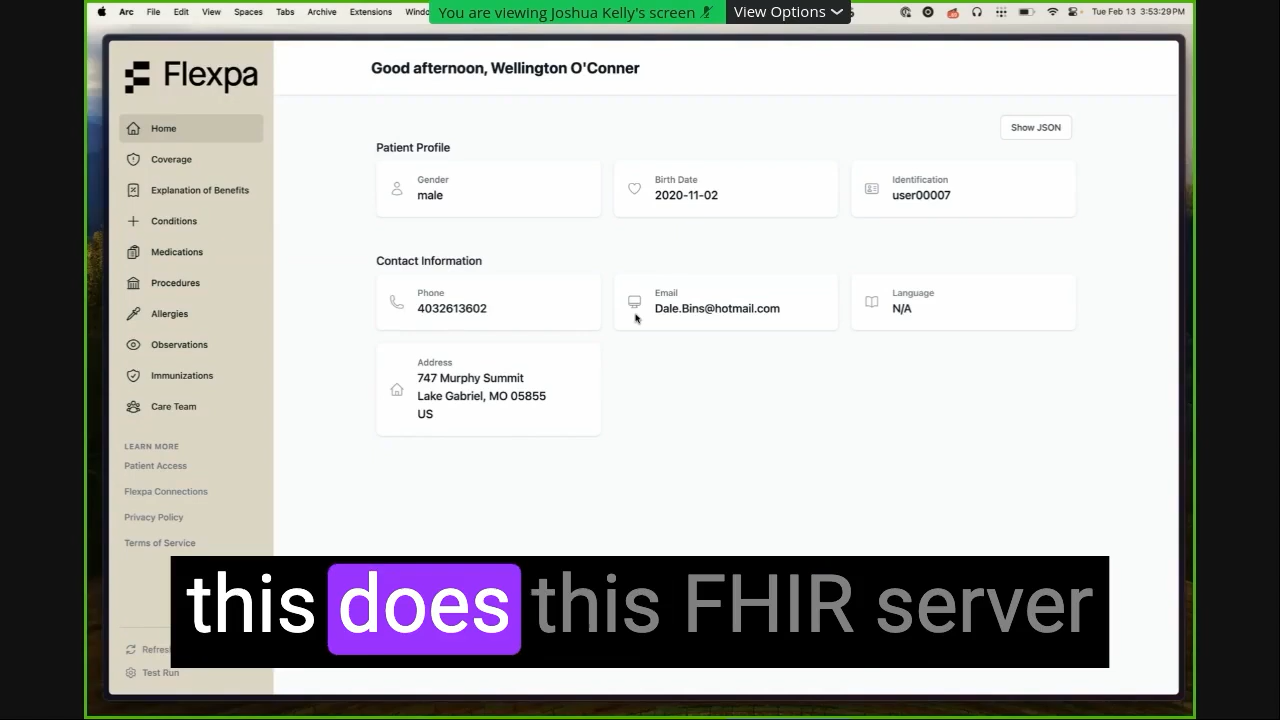 Arc File Edit View Spaces Tabs Archive Extensions Windo
You are viewing Joshua Kelly's screen
View Options
Tue Feb 13 3:53:29 PM
Flexpa
Good afternoon, Wellington O'Conner
Home
Coverage
Explanation of Benefits
Conditions
Medications
Procedures
Allergies
Observations
Immunizations
Care Team
LEARN MORE
Patient Access
Flexpa Connections
Privacy Policy
Terms of Service
Refres
Test Run
Show JSON
Patient Profile
Gender
male
Birth Date
2020-11-02
Identification
user00007
Contact Information
Phone
4032613602
Email
Dale.Bins@hotmail.com
Language
N/A
Address
747 Murphy Summit
Lake Gabriel, MO 05855
US
this does this FHIR server